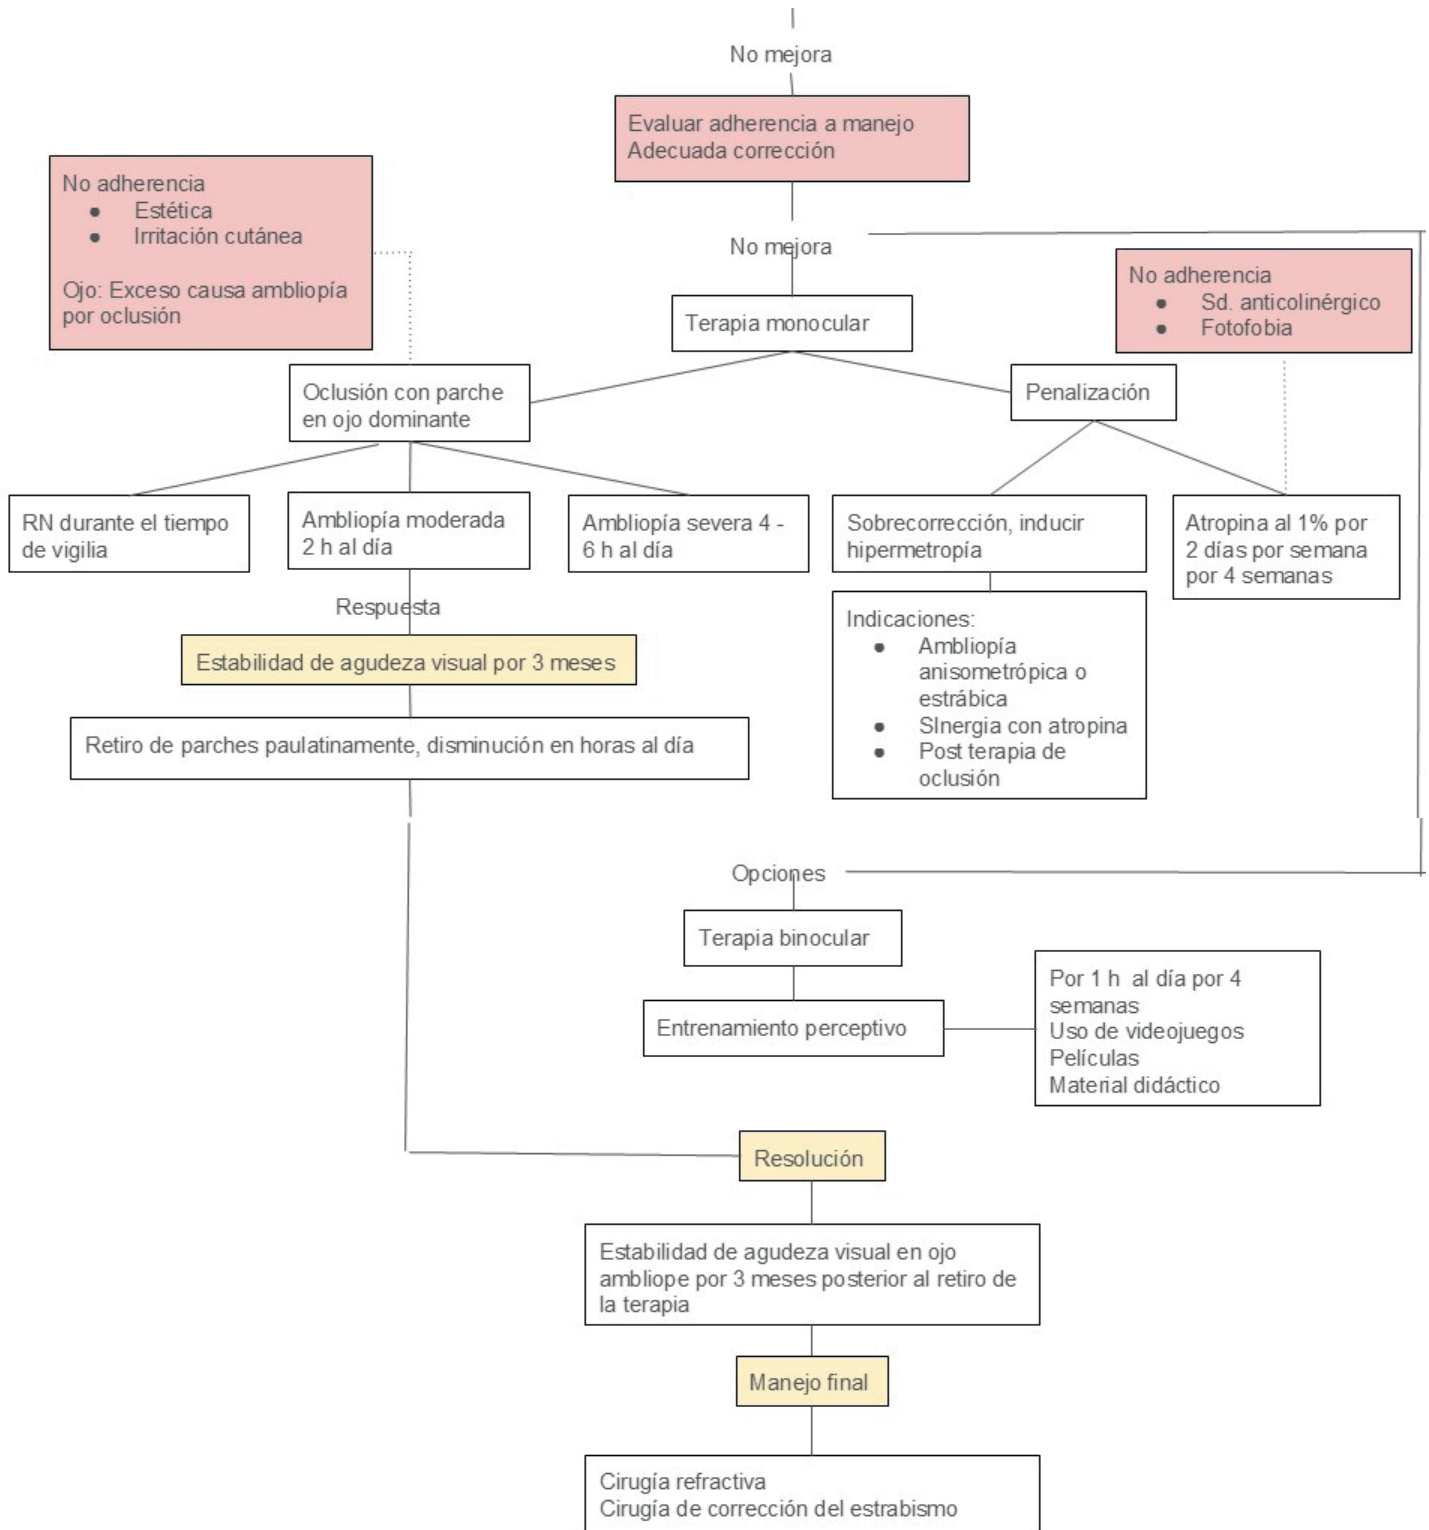 No mejora
Evaluar adherencia a manejo
Adecuada corrección
No adherencia
● Estética
● Irritación cutánea
Ojo: Exceso causa ambliopía
por oclusión
No mejora
No adherencia
● Sd. anticolinérgico
● Fotofobia
Terapia monocular
Oclusión con parche
en ojo dominante
Penalización
RN durante el tiempo
de vigilia
Ambliopía moderada
2 h al día
Ambliopía severa 4 -
6 h al día
Sobrecorrección, inducir
hipermetropía
Atropina al 1% por
2 días por semana
por 4 semanas
Respuesta
Estabilidad de agudeza visual por 3 meses
Retiro de parches paulatinamente, disminución en horas al día
Indicaciones:
● Ambliopía
anisometrópica o
estrábica
● SInergia con atropina
● Post terapia de
oclusión
Opciones
Terapia binocular
Entrenamiento perceptivo
Por 1 h al día por 4
semanas
Uso de videojuegos
Películas
Material didáctico
Resolución
Estabilidad de agudeza visual en ojo
ambliope por 3 meses posterior al retiro de
la terapia
Manejo final
Cirugía refractiva
Cirugía de corrección del estrabismo